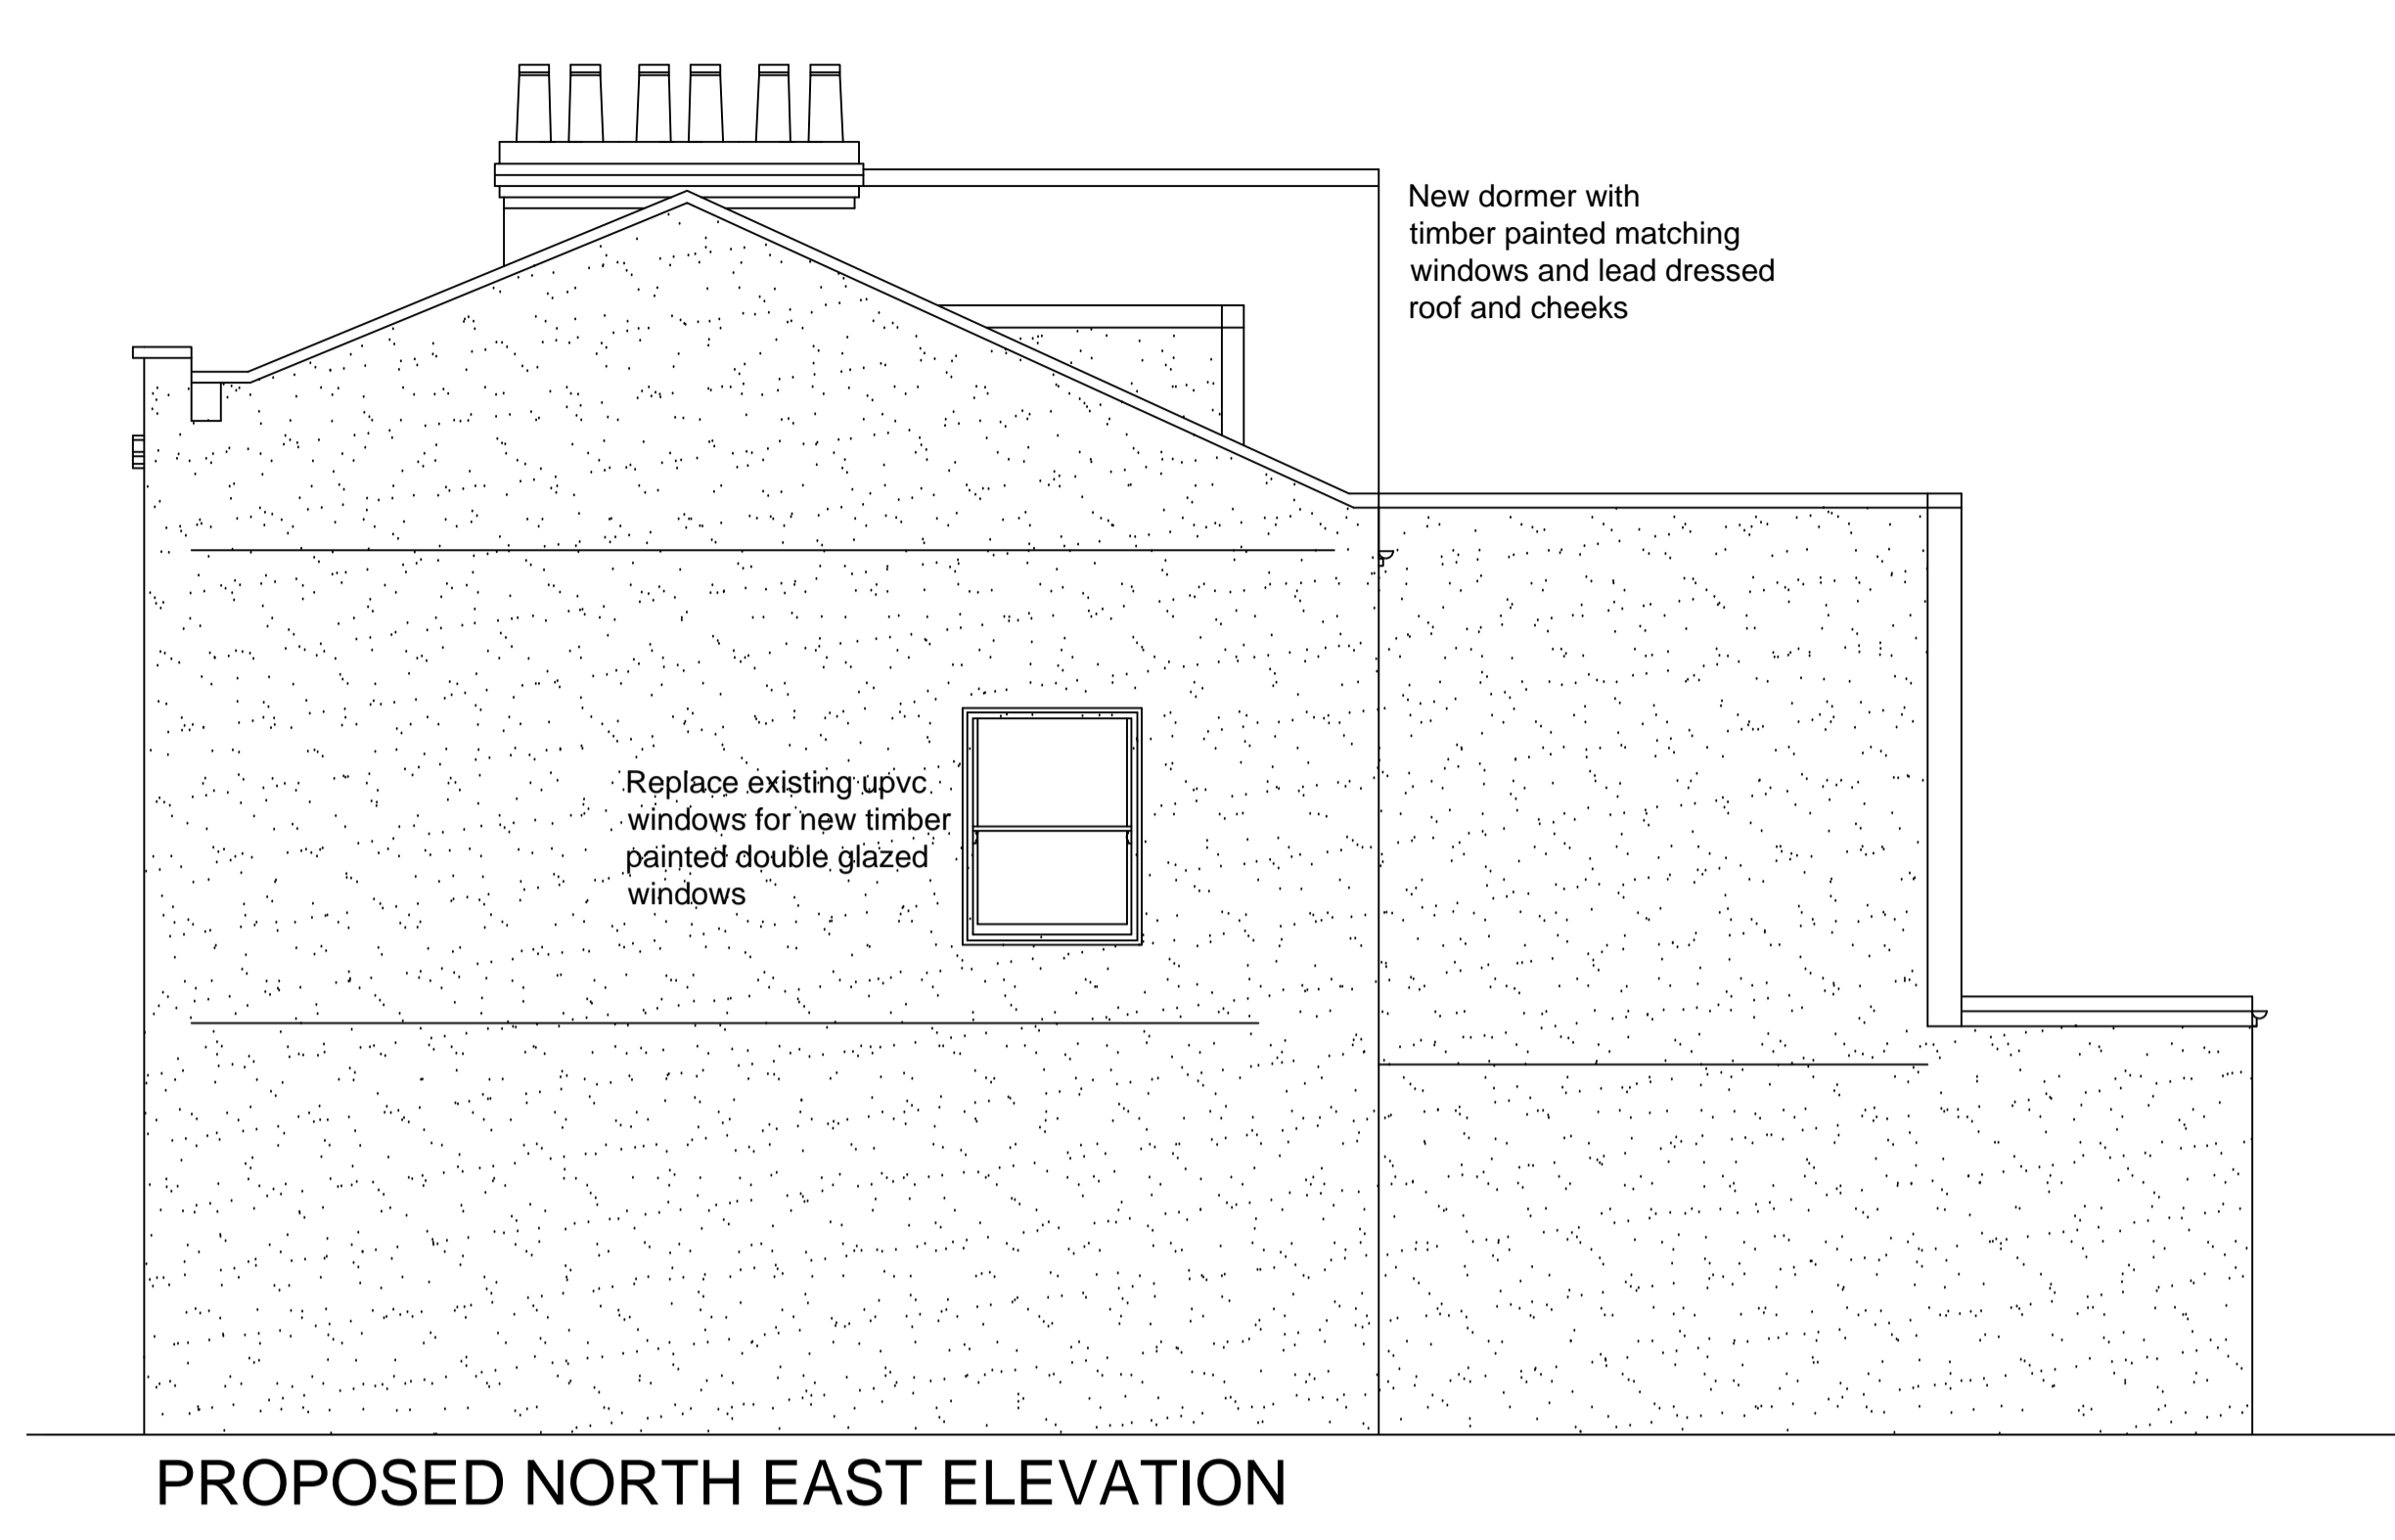 New dormer with
timber painted matching
windows and lead dressed
roof and cheeks
Replace existing upvc
windows for new timber
painted double glazed
windows
PROPOSED NORTH EAST ELEVATION